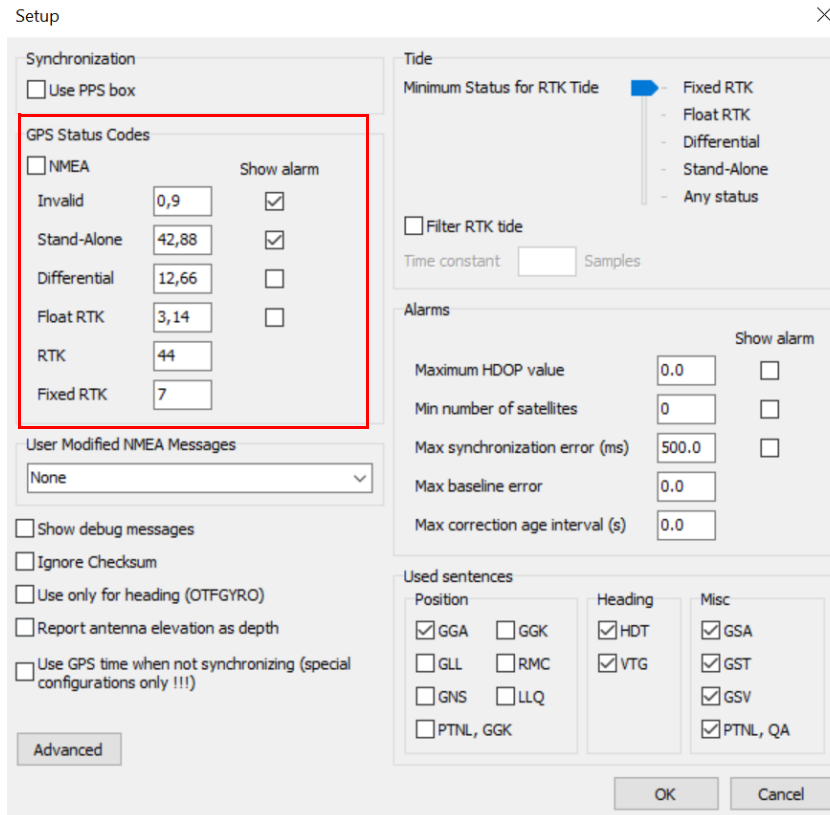 Setup
Synchronization
Use PPS box
GPS Status Codes
NMEA Show alarm
Invalid 0,9
Stand-Alone 42,88
Differential 12,66
Float RTK 3,14
RTK 44
Fixed RTK 7
User Modified NMEA Messages
None
Show debug messages
Ignore Checksum
Use only for heading (OTFGYRO)
Report antenna elevation as depth
Use GPS time when not synchronizing (special
configurations only !!!)
Advanced
Tide
Minimum Status for RTK Tide
Fixed RTK
Float RTK
Differential
Stand-Alone
Any status
Filter RTK tide
Time constant Samples
Alarms
Show alarm
Maximum HDOP value 0.0
Min number of satellites 0
Max synchronization error (ms) 500.0
Max baseline error 0.0
Max correction age interval (s) 0.0
Used sentences
Position Heading Misc
GGA GGK HDT GSA
GLL RMC VTG GST
GNS LLQ GSV
PTNL, GGK PTNL, QA
OK Cancel